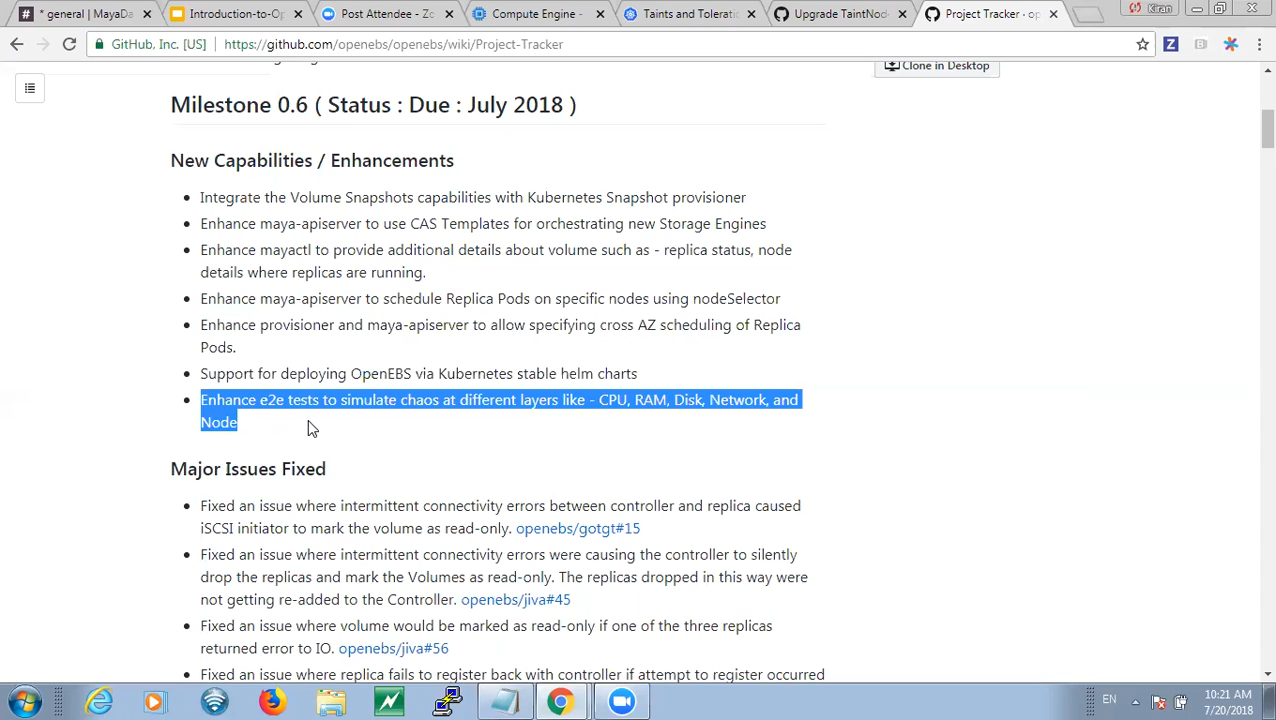 * general | MayaDa
Introduction-to-Op
Post Attendee - Zo
Compute Engine -
Taints and Toleratio
Upgrade TaintNod
Project Tracker · op
Kiran
GitHub, Inc. [US]
https://github.com/openebs/openebs/wiki/Project-Tracker
Clone in Desktop
Milestone 0.6 ( Status : Due : July 2018 )
New Capabilities / Enhancements
Integrate the Volume Snapshots capabilities with Kubernetes Snapshot provisioner
Enhance maya-apiserver to use CAS Templates for orchestrating new Storage Engines
Enhance mayactl to provide additional details about volume such as - replica status, node
details where replicas are running.
Enhance maya-apiserver to schedule Replica Pods on specific nodes using nodeSelector
Enhance provisioner and maya-apiserver to allow specifying cross AZ scheduling of Replica
Pods.
Support for deploying OpenEBS via Kubernetes stable helm charts
Enhance e2e tests to simulate chaos at different layers like - CPU, RAM, Disk, Network, and
Node
Major Issues Fixed
Fixed an issue where intermittent connectivity errors between controller and replica caused
iSCSI initiator to mark the volume as read-only. openebs/gotgt#15
Fixed an issue where intermittent connectivity errors were causing the controller to silently
drop the replicas and mark the Volumes as read-only. The replicas dropped in this way were
not getting re-added to the Controller. openebs/jiva#45
Fixed an issue where volume would be marked as read-only if one of the three replicas
returned error to IO. openebs/jiva#56
Fixed an issue where replica fails to register back with controller if attempt to register occurred
EN
10:21 AM
7/20/2018